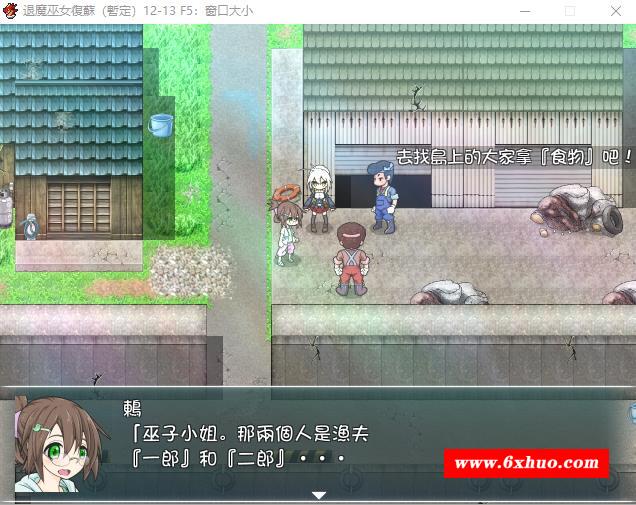 退魔巫女復蘇（暫定）12-13 F5：窗口大小
去找島上的大家拿『食物』吧！
鶫
「巫子小姐。那兩個人是漁夫
『一郎』和『二郎』・・・
www.6xhuo.com